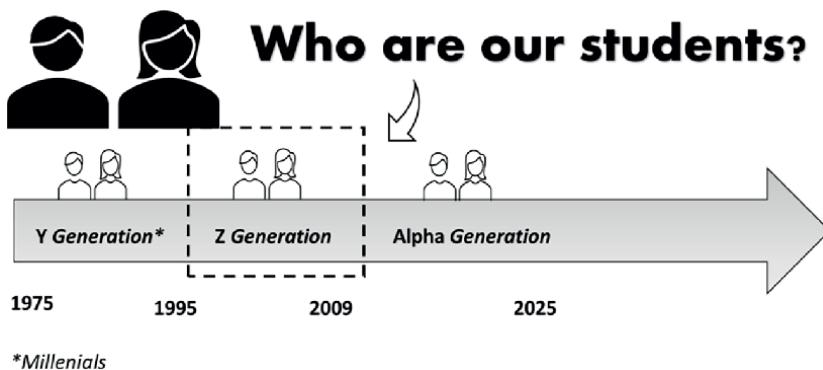 Who are our students?
Y Generation*
Z Generation
Alpha Generation
1975
1995
2009
2025
*Millenials